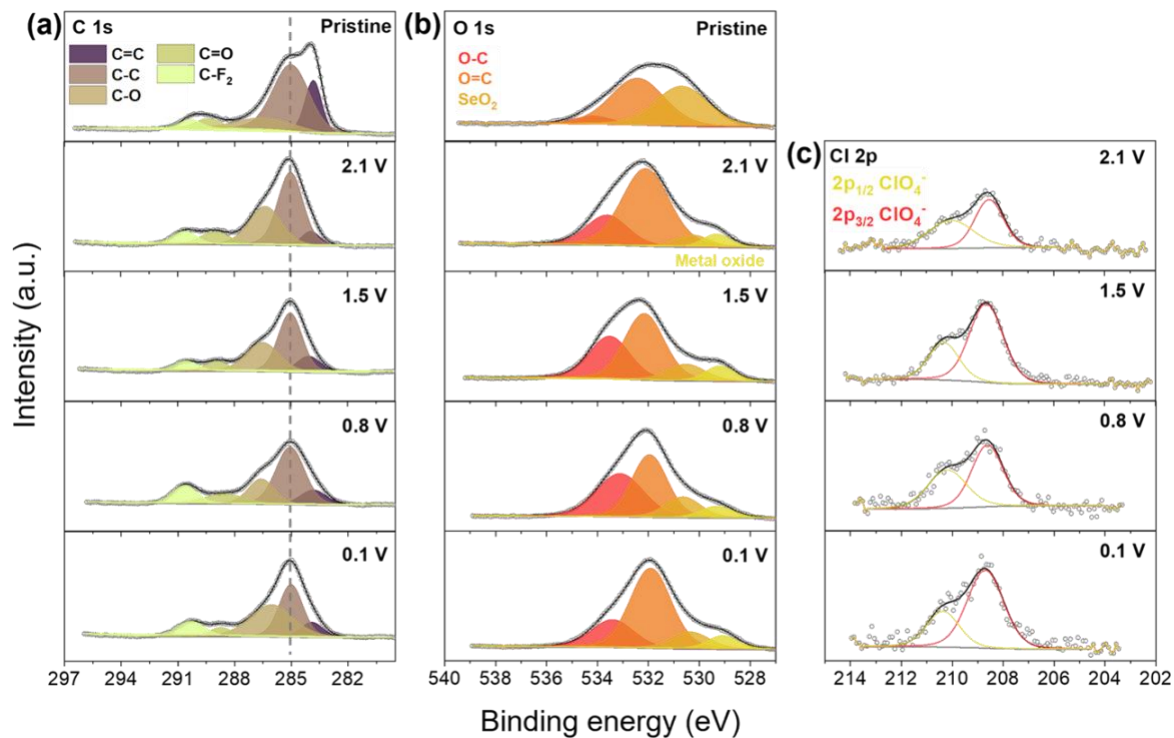 (a) C 1s Pristine
C=C C=O
C-C C-F₂
C-O
2.1 V
1.5 V
0.8 V
0.1 V
297 294 291 288 285 282
(b) O 1s Pristine
O-C
O=C
SeO₂
2.1 V
Metal oxide
1.5 V
0.8 V
0.1 V
540 538 536 534 532 530 528
(c) Cl 2p 2.1 V
2p₁/₂ ClO₄⁻
2p₃/₂ ClO₄⁻
1.5 V
0.8 V
0.1 V
214 212 210 208 206 204 202
Intensity (a.u.)
Binding energy (eV)